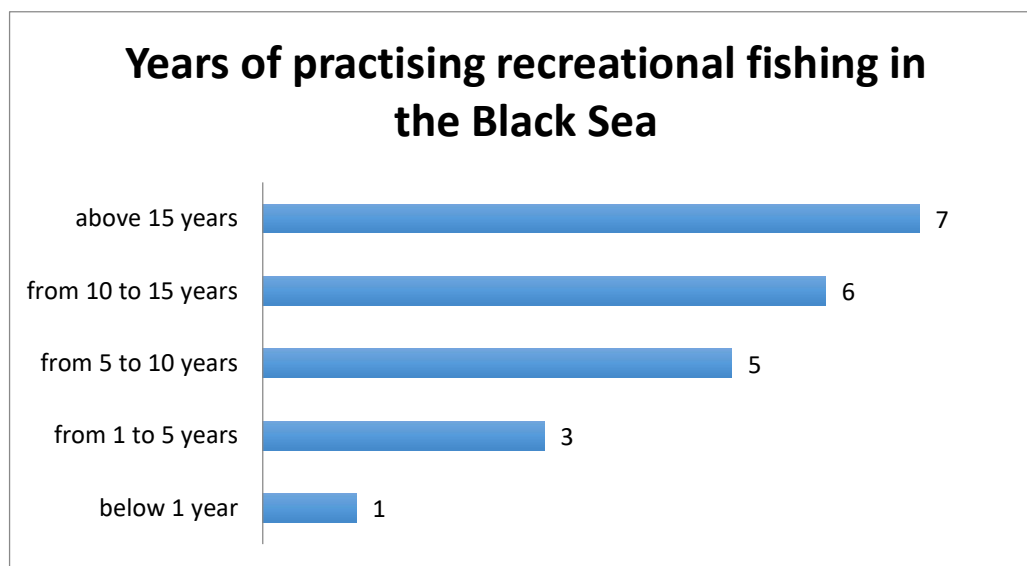 Years of practising recreational fishing in
the Black Sea
above 15 years 7
from 10 to 15 years 6
from 5 to 10 years 5
from 1 to 5 years 3
below 1 year 1